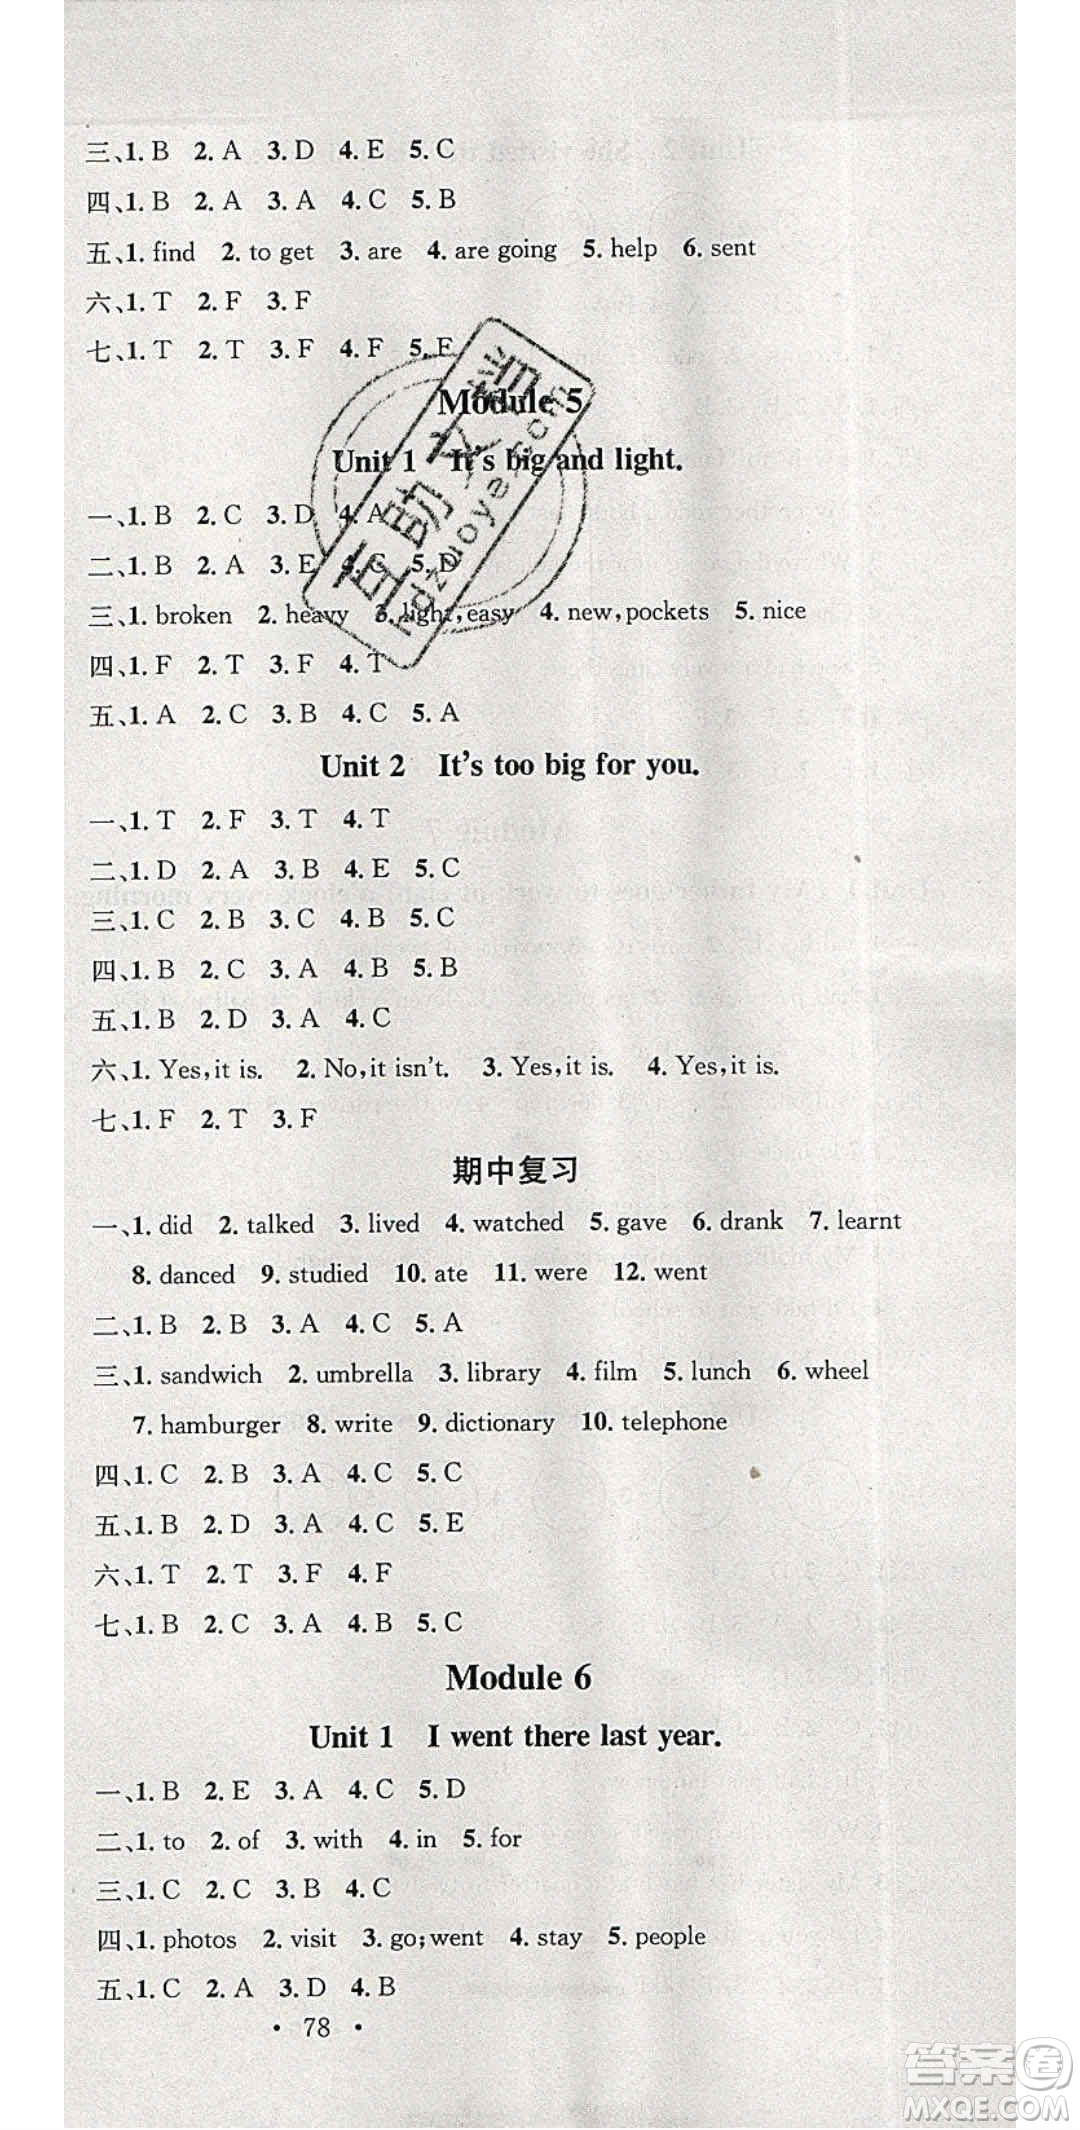 三、1. B 2. A 3. D 4. E 5. C
四、1. B 2. A 3. A 4. C 5. B
五、1. find 2. to get 3. are 4. are going 5. help 6. sent
六、1. T 2. F 3. F
七、1. T 2. T 3. F 4. F 5. F
Module 5
Unit 1 It's big and light.
一、1. B 2. C 3. D 4. A
二、1. B 2. A 3. E 4. C 5. D
三、1. broken 2. heavy 3. light,easy 4. new,pockets 5. nice
四、1. F 2. T 3. F 4. T
五、1. A 2. C 3. B 4. C 5. A
Unit 2 It's too big for you.
一、1. T 2. F 3. T 4. T
二、1. D 2. A 3. B 4. E 5. C
三、1. C 2. B 3. C 4. B 5. C
四、1. B 2. C 3. A 4. B 5. B
五、1. B 2. D 3. A 4. C
六、1. Yes,it is. 2. No,it isn't. 3. Yes,it is. 4. Yes,it is.
七、1. F 2. T 3. F
期中复习
一、1. did 2. talked 3. lived 4. watched 5. gave 6. drank 7. learnt
8. danced 9. studied 10. ate 11. were 12. went
二、1. B 2. B 3. A 4. C 5. A
三、1. sandwich 2. umbrella 3. library 4. film 5. lunch 6. wheel
7. hamburger 8. write 9. dictionary 10. telephone
四、1. C 2. B 3. A 4. C 5. C
五、1. B 2. D 3. A 4. C 5. E
六、1. T 2. T 3. F 4. F
七、1. B 2. C 3. A 4. B 5. C
Module 6
Unit 1 I went there last year.
一、1. B 2. E 3. A 4. C 5. D
二、1. to 2. of 3. with 4. in 5. for
三、1. C 2. C 3. B 4. C
四、1. photos 2. visit 3. go;went 4. stay 5. people
五、1. C 2. A 3. D 4. B
· 78 ·
答案圈
MXQE.COM